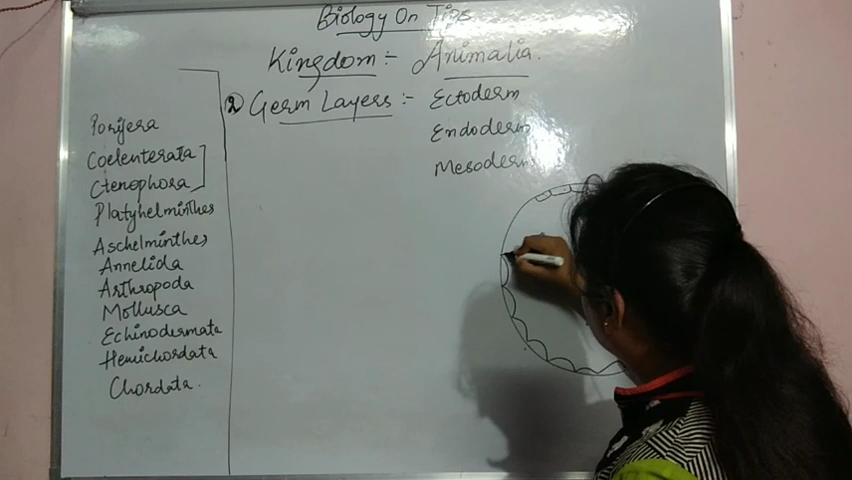 Biology On Tips
Kingdom :- Animalia.
② Germ Layers :- Ectoderm
Endoderm
Mesoderm
Porifera
Coelenterata
Ctenophora
Platyhelminthes
Aschelminthes
Annelida
Arthropoda
Mollusca
Echinodermata
Hemichordata
Chordata.